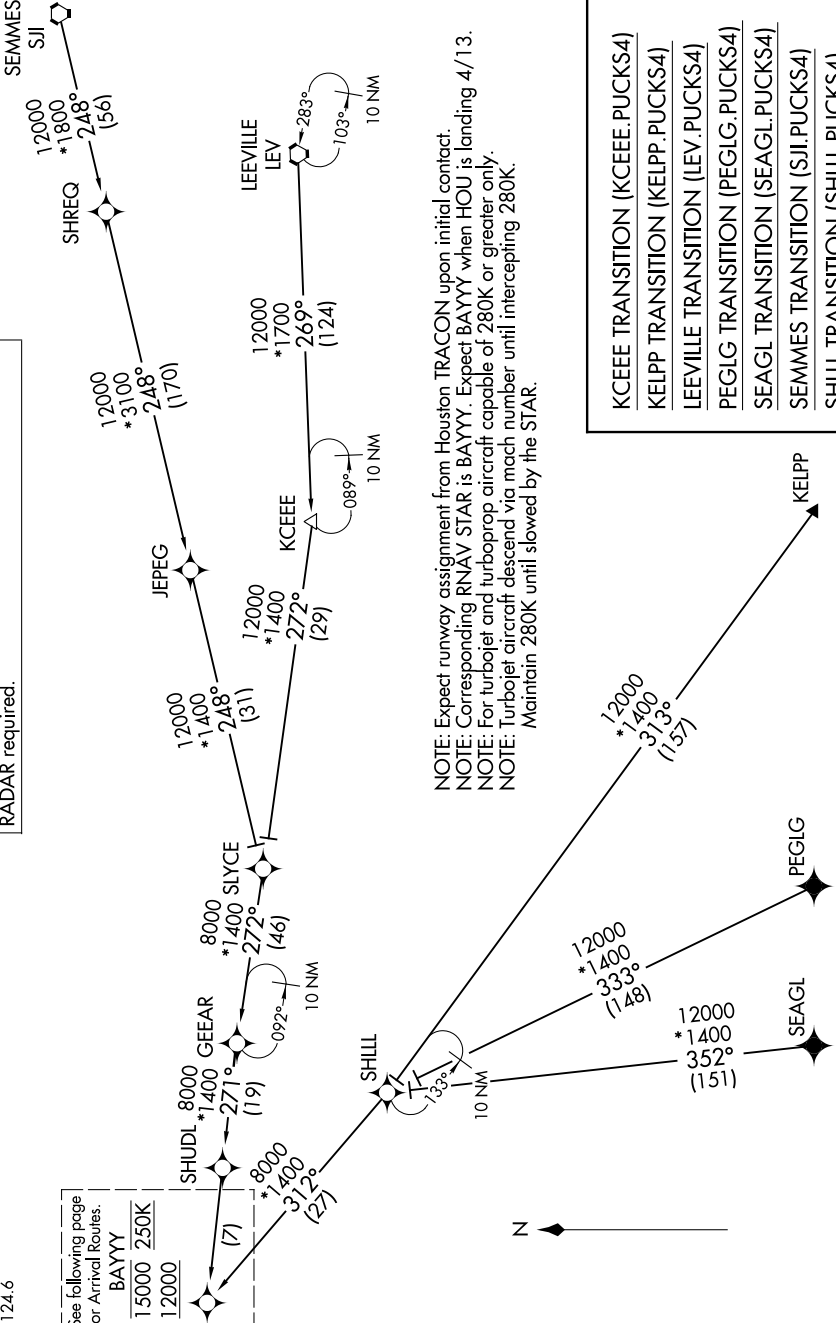 124.6
RADAR required.
SEMMES
SJI
12000
*1800
248°
(56)
SHREQ
12000
*3100
248°
(170)
JEPEG
12000
*1400
248°
(31)
LEEVILLE
LEV
283°
103°
10 NM
12000
*1700
269°
(124)
KCEEE
089°
10 NM
12000
*1400
272°
(29)
SLYCE
8000
*1400
272°
(46)
GEEAR
092°
10 NM
8000
*1400
271°
(19)
SHUDL
(7)
See following page
or Arrival Routes.
BAYYY
15000 250K
12000
8000
*1400
312°
(27)
SHLLL
133°
10 NM
12000
*1400
313°
(157)
KELPP
12000
*1400
333°
(148)
PEGLG
12000
*1400
352°
(151)
SEAGL
N
NOTE: Expect runway assignment from Houston TRACON upon initial contact.
NOTE: Corresponding RNAV STAR is BAYYY. Expect BAYYY when HOU is landing 4/13.
NOTE: For turbojet and turboprop aircraft capable of 280K or greater only.
NOTE: Turbojet aircraft descend via mach number until intercepting 280K.
Maintain 280K until slowed by the STAR.
KCEEE TRANSITION (KCEEE.PUCKS4)
KELPP TRANSITION (KELPP.PUCKS4)
LEEVILLE TRANSITION (LEV.PUCKS4)
PEGLG TRANSITION (PEGLG.PUCKS4)
SEAGL TRANSITION (SEAGL.PUCKS4)
SEMMES TRANSITION (SJI.PUCKS4)
SHLLL TRANSITION (SHLLL.PUCKS4)